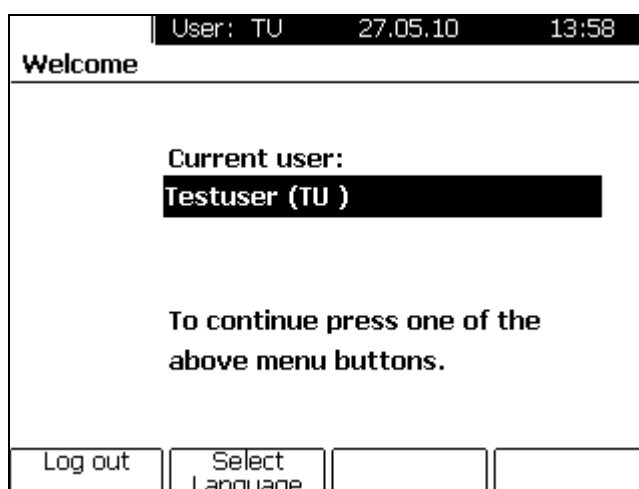 User: TU 27.05.10 13:58
Welcome
Current user:
Testuser (TU )
To continue press one of the
above menu buttons.
Log out
Select
Language